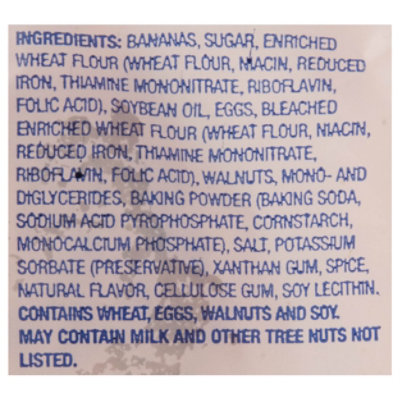 INGREDIENTS: BANANAS, SUGAR, ENRICHED
WHEAT FLOUR (WHEAT FLOUR, NIACIN, REDUCED
IRON, THIAMINE MONONITRATE, RIBOFLAVIN,
FOLIC ACID), SOYBEAN OIL, EGGS, BLEACHED
ENRICHED WHEAT FLOUR (WHEAT FLOUR, NIACIN,
REDUCED IRON, THIAMINE MONONITRATE,
RIBOFLAVIN, FOLIC ACID), WALNUTS, MONO- AND
DIGLYCERIDES, BAKING POWDER (BAKING SODA,
SODIUM ACID PYROPHOSPHATE, CORNSTARCH,
MONOCALCIUM PHOSPHATE), SALT, POTASSIUM
SORBATE (PRESERVATIVE), XANTHAN GUM, SPICE,
NATURAL FLAVOR, CELLULOSE GUM, SOY LECITHIN.
CONTAINS WHEAT, EGGS, WALNUTS AND SOY.
MAY CONTAIN MILK AND OTHER TREE NUTS NOT
LISTED.